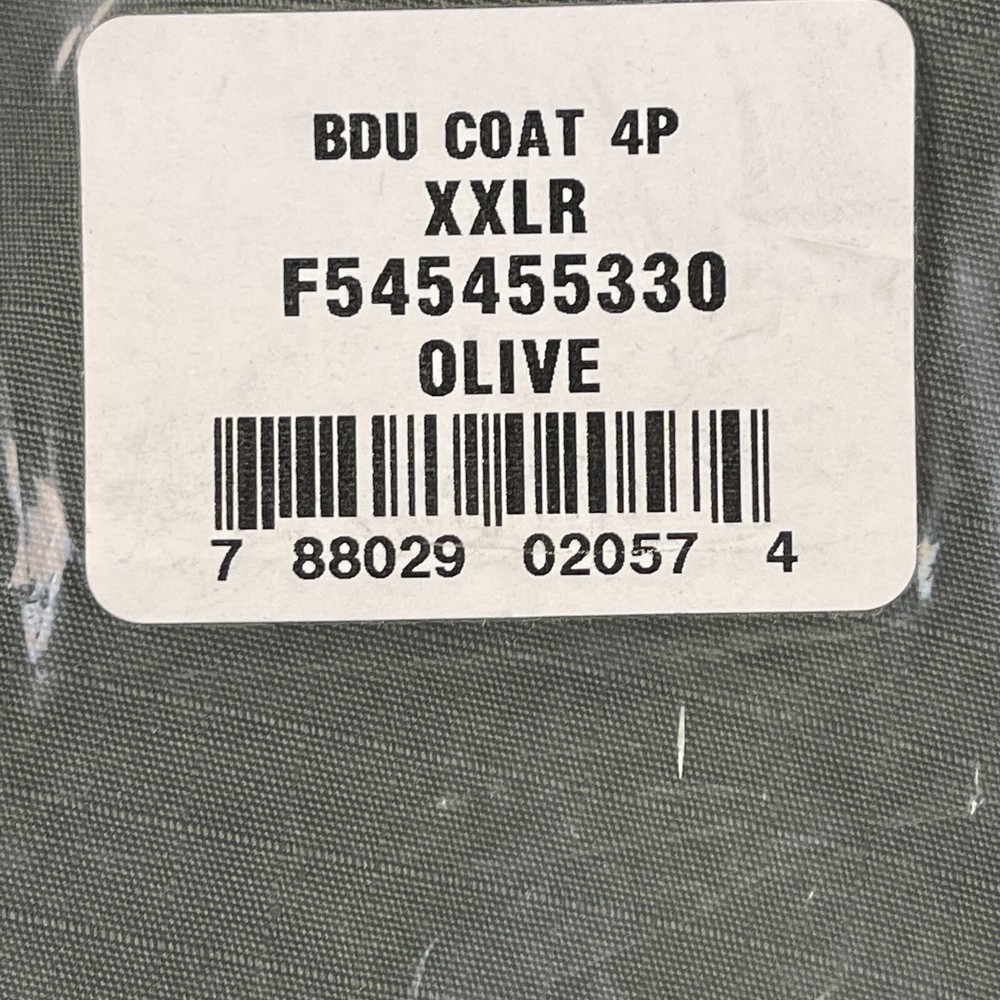 BDU COAT 4P
XXLR
F545455330
OLIVE
7 88029 02057 4